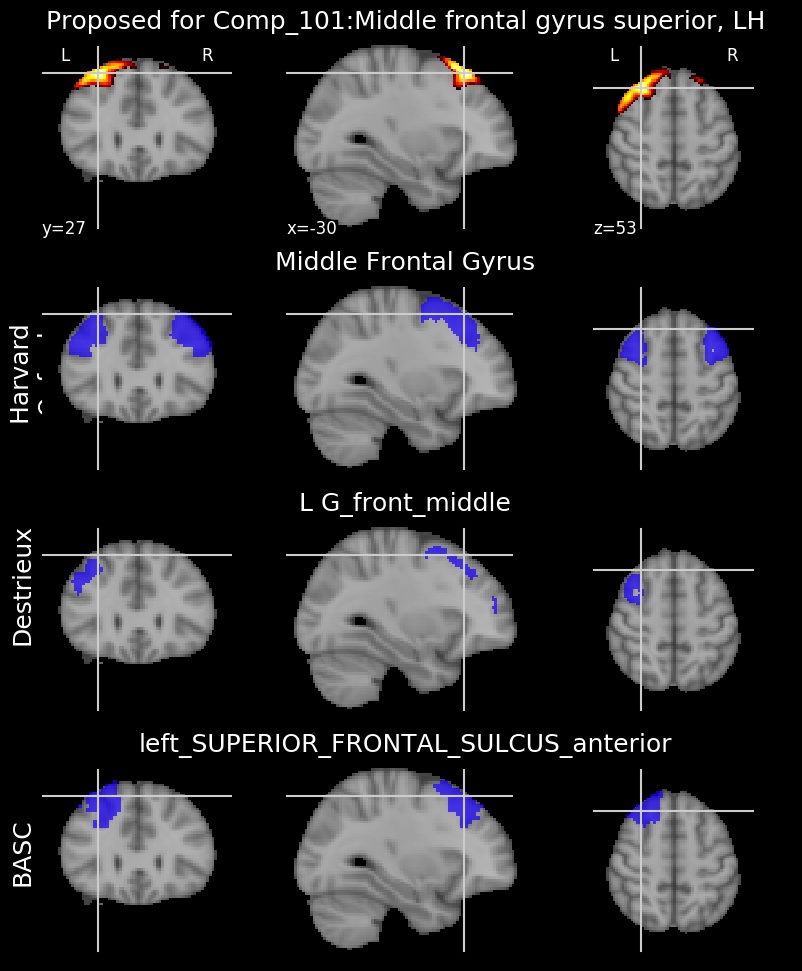 Proposed for Comp_101:Middle frontal gyrus superior, LH
L R L R
y=27 x=-30 z=53
Middle Frontal Gyrus
Harvard
L G_front_middle
Destrieux
left_SUPERIOR_FRONTAL_SULCUS_anterior
BASC